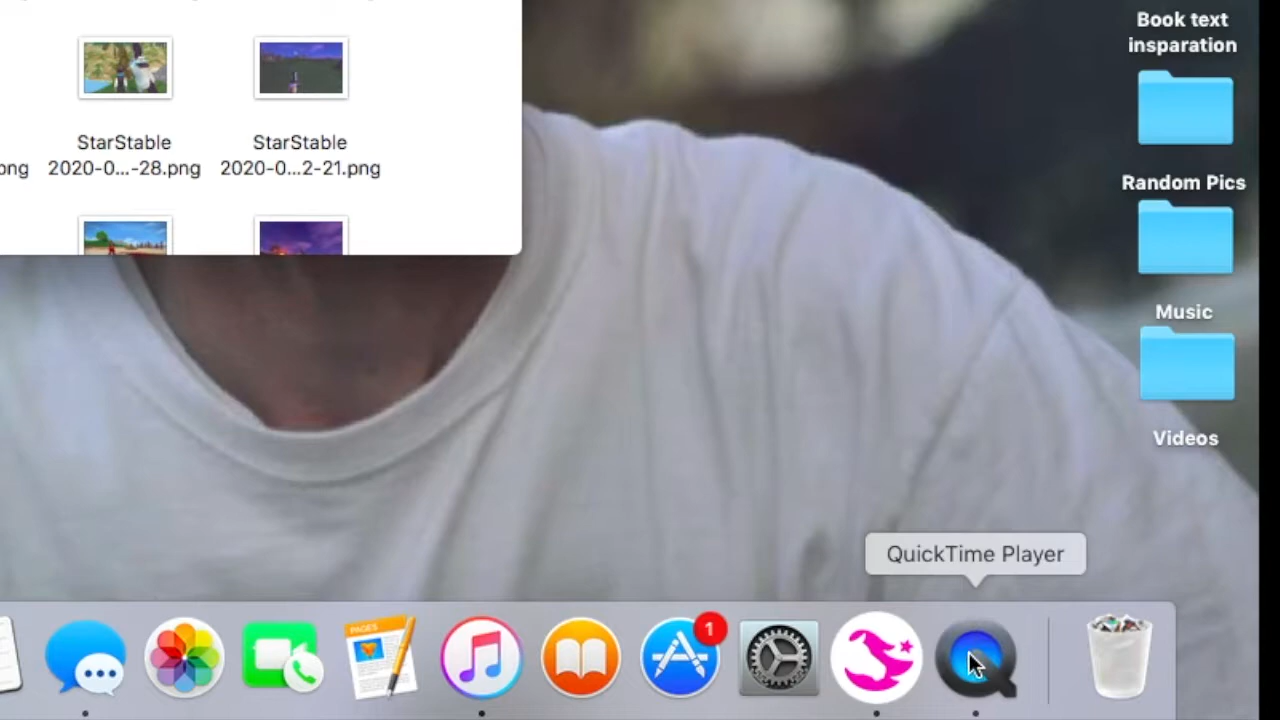 Book text
insparation
StarStable
StarStable
png
2020-0...-28.png
2020-0...2-21.png
Random Pics
Music
Videos
QuickTime Player
PAGES
1